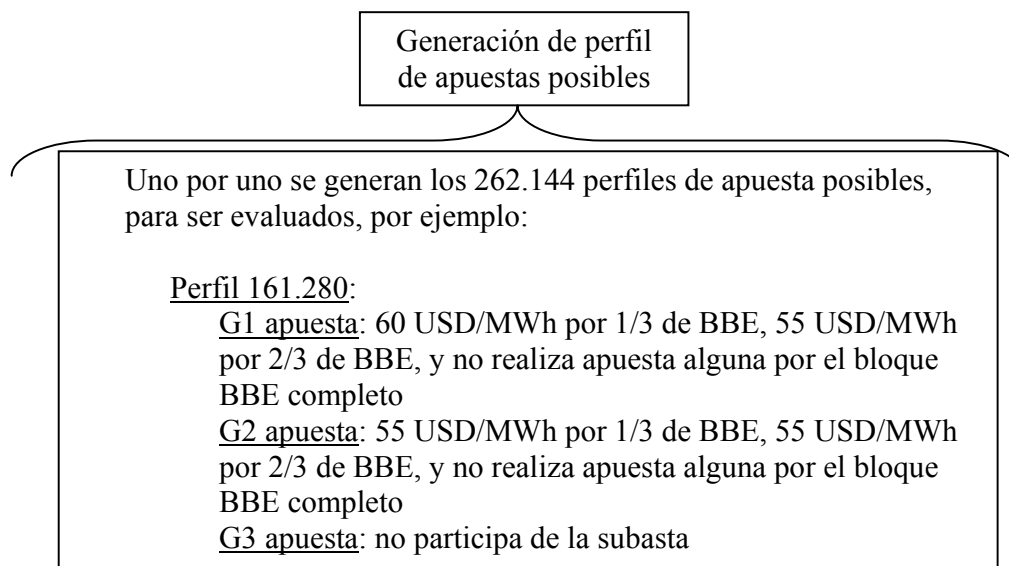 Generación de perfil
de apuestas posibles
Uno por uno se generan los 262.144 perfiles de apuesta posibles,
para ser evaluados, por ejemplo:
Perfil 161.280:
G1 apuesta: 60 USD/MWh por 1/3 de BBE, 55 USD/MWh
por 2/3 de BBE, y no realiza apuesta alguna por el bloque
BBE completo
G2 apuesta: 55 USD/MWh por 1/3 de BBE, 55 USD/MWh
por 2/3 de BBE, y no realiza apuesta alguna por el bloque
BBE completo
G3 apuesta: no participa de la subasta